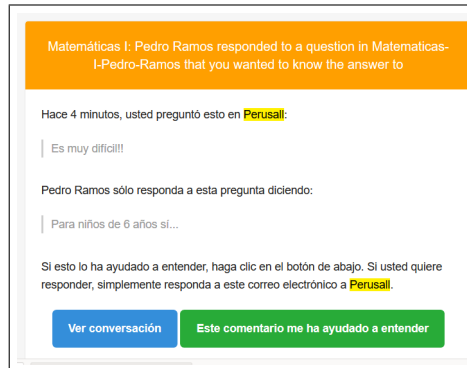 Matemáticas I: Pedro Ramos responded to a question in Matematicas-
I-Pedro-Ramos that you wanted to know the answer to
Hace 4 minutos, usted preguntó esto en Perusall:
Es muy difícil!!
Pedro Ramos sólo responda a esta pregunta diciendo:
Para niños de 6 años sí...
Si esto lo ha ayudado a entender, haga clic en el botón de abajo. Si usted quiere
responder, simplemente responda a este correo electrónico a Perusall.
Ver conversación
Este comentario me ha ayudado a entender